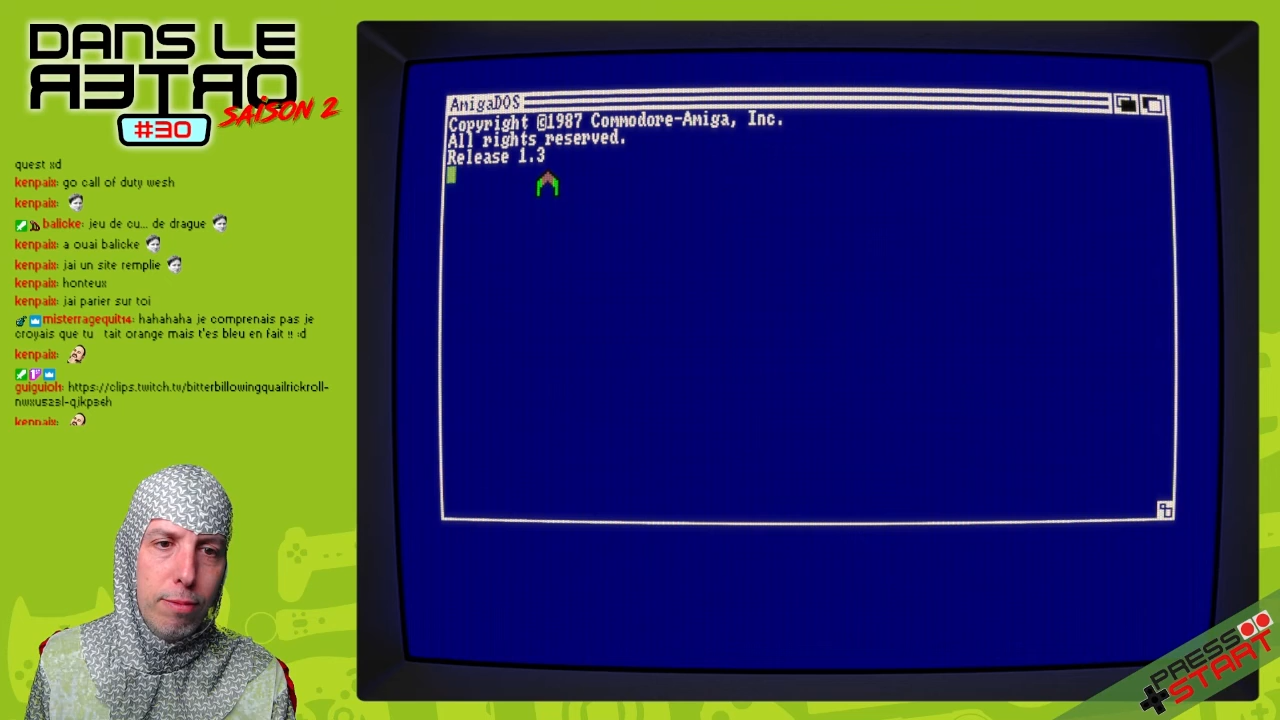 DANS LE
RETRO
SAISON 2
#30
quest xd
kenpaix: go call of duty wesh
kenpaix:
balicke: jeu de cu... de drague
kenpaix: a ouai balicke
kenpaix: jai un site remplie
kenpaix: honteux
kenpaix: jai parier sur toi
misterragequit14: hahahaha je comprenais pas je
croyais que tu tait orange mais t'es bleu en fait !! :d
kenpaix:
guiguiolt: https://clips.twitch.tv/bitterbillowingquailrickroll-
kenpaix:
AmigaDOS
Copyright ©1987 Commodore-Amiga, Inc.
All rights reserved.
Release 1.3
PRESS
START